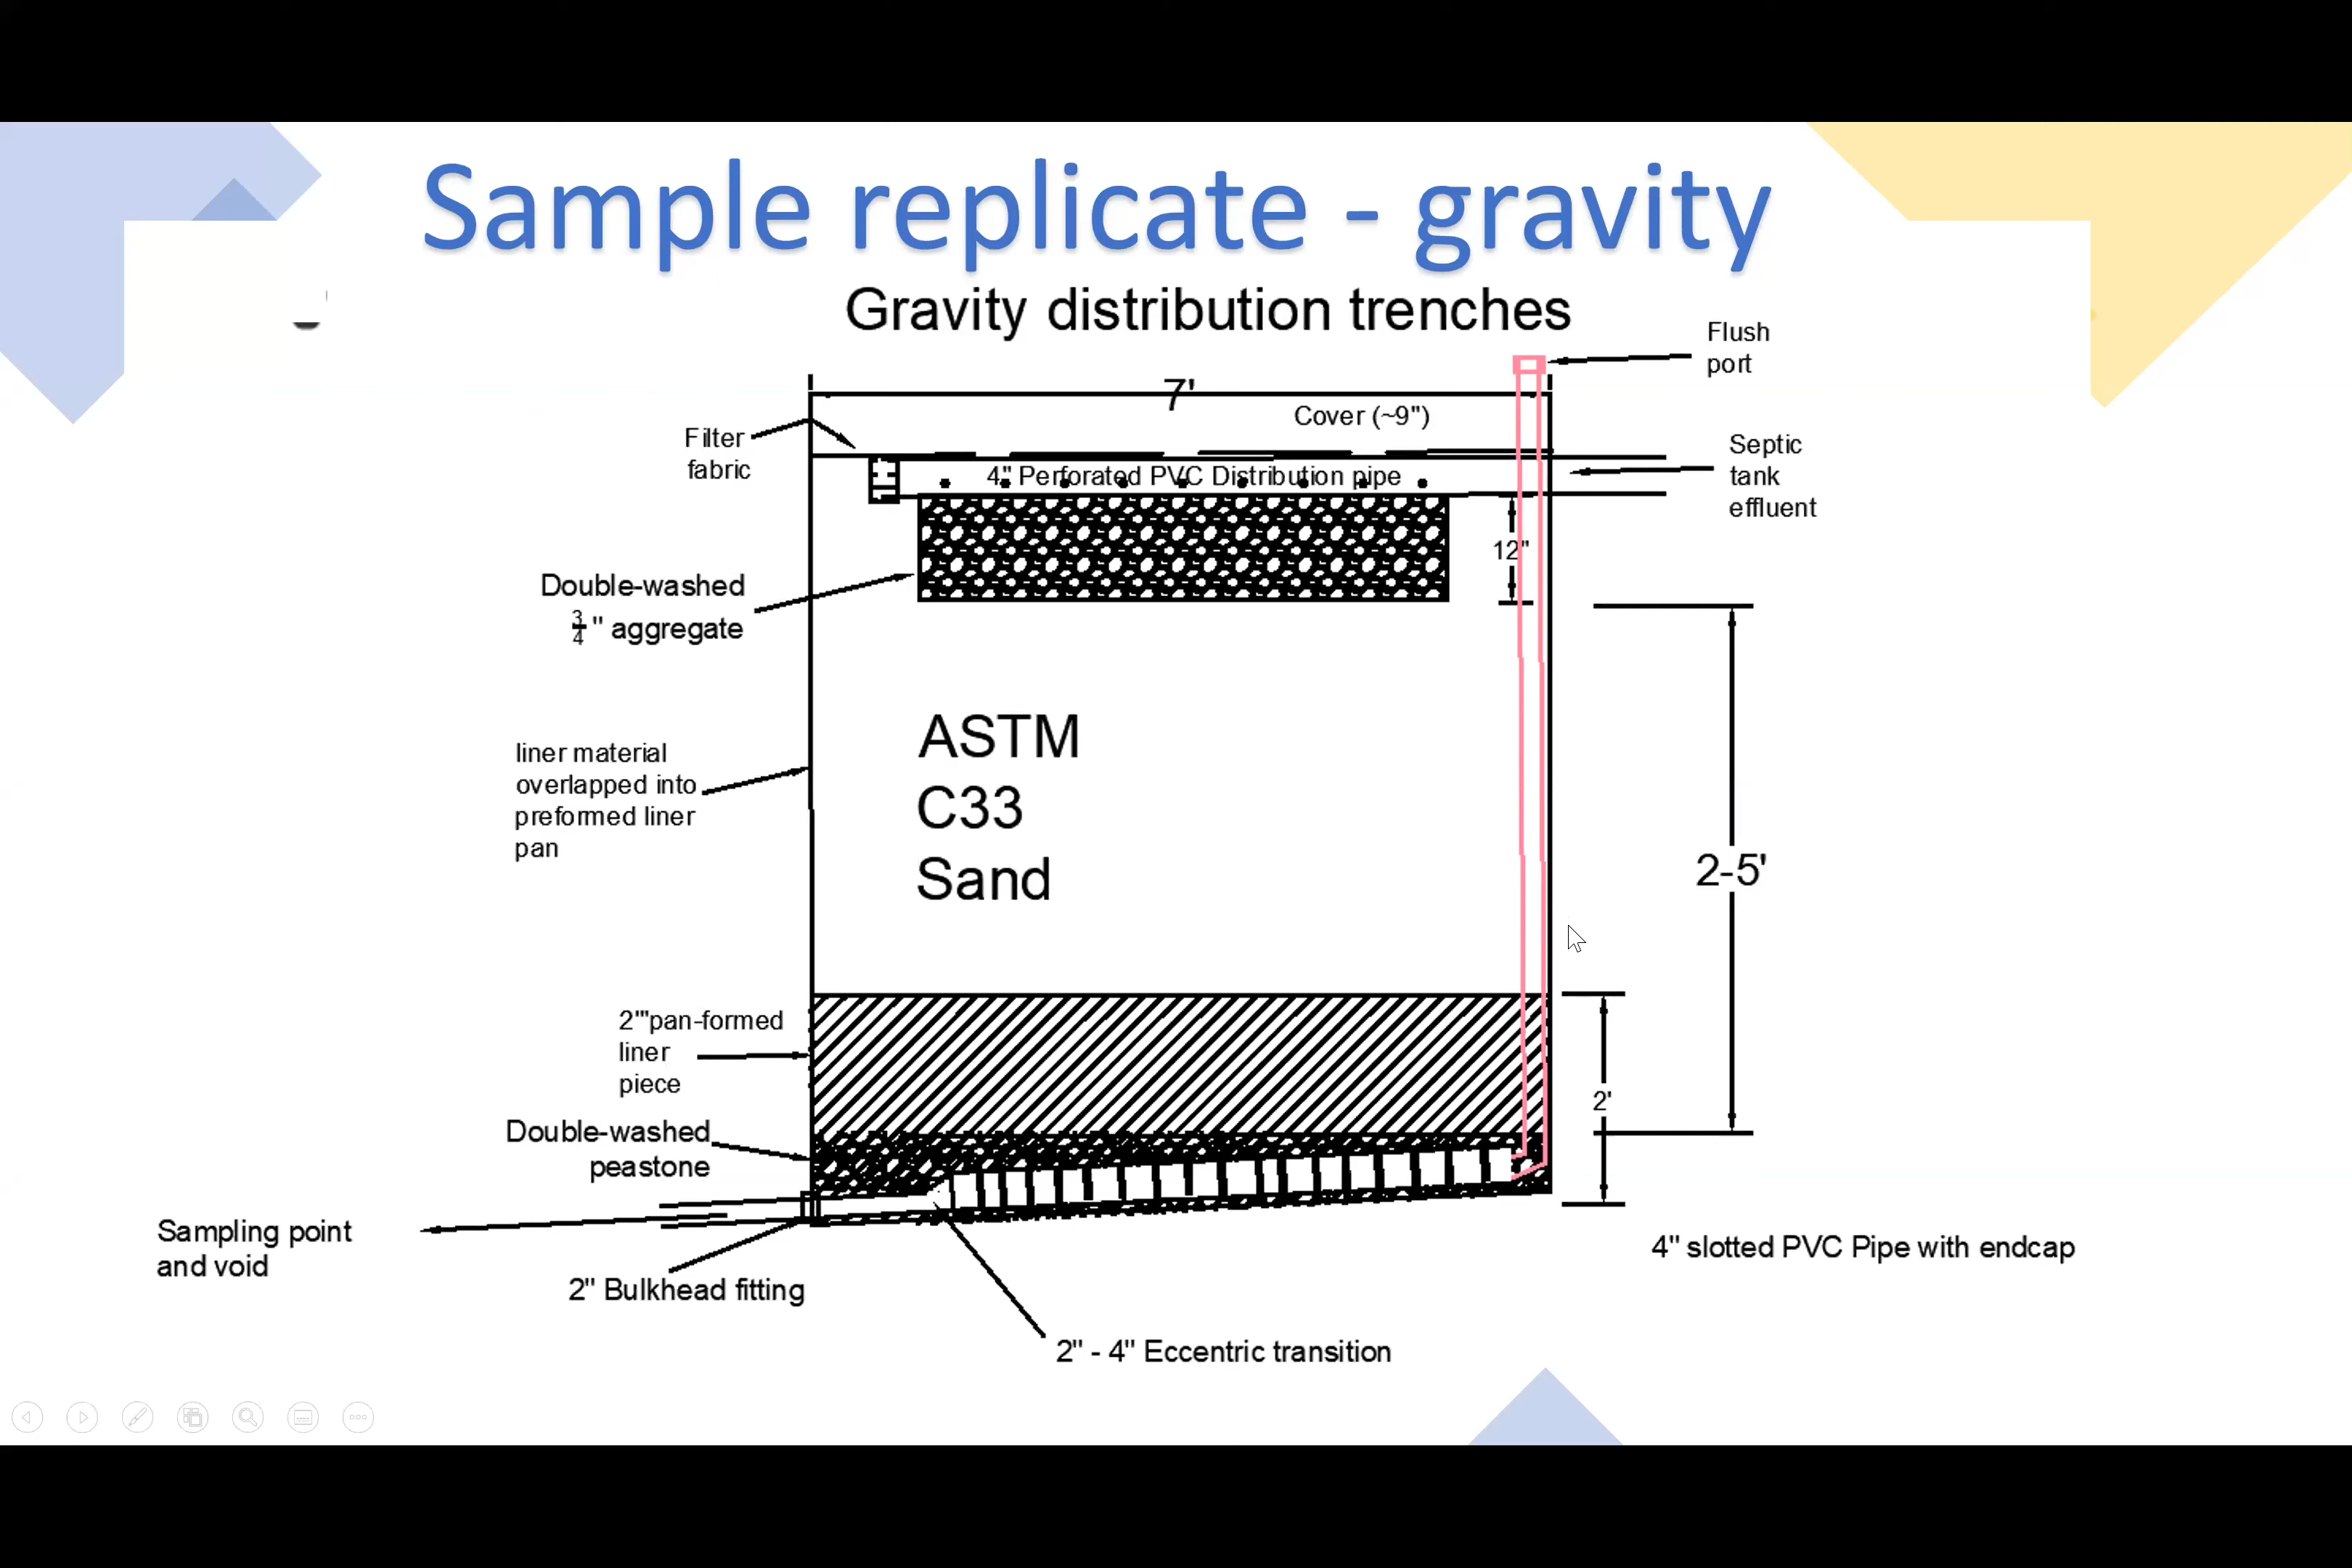 Sample replicate - gravity
Gravity distribution trenches
Flush
port
7'
Cover (~9")
Filter
fabric
Septic
tank
effluent
4" Perforated PVC Distribution pipe
12"
Double-washed
3/4 " aggregate
ASTM
C33
Sand
liner material
overlapped into
preformed liner
pan
2-5'
2'"pan-formed
liner
piece
2'
Double-washed
peastone
Sampling point
and void
2" Bulkhead fitting
4" slotted PVC Pipe with endcap
2" - 4" Eccentric transition